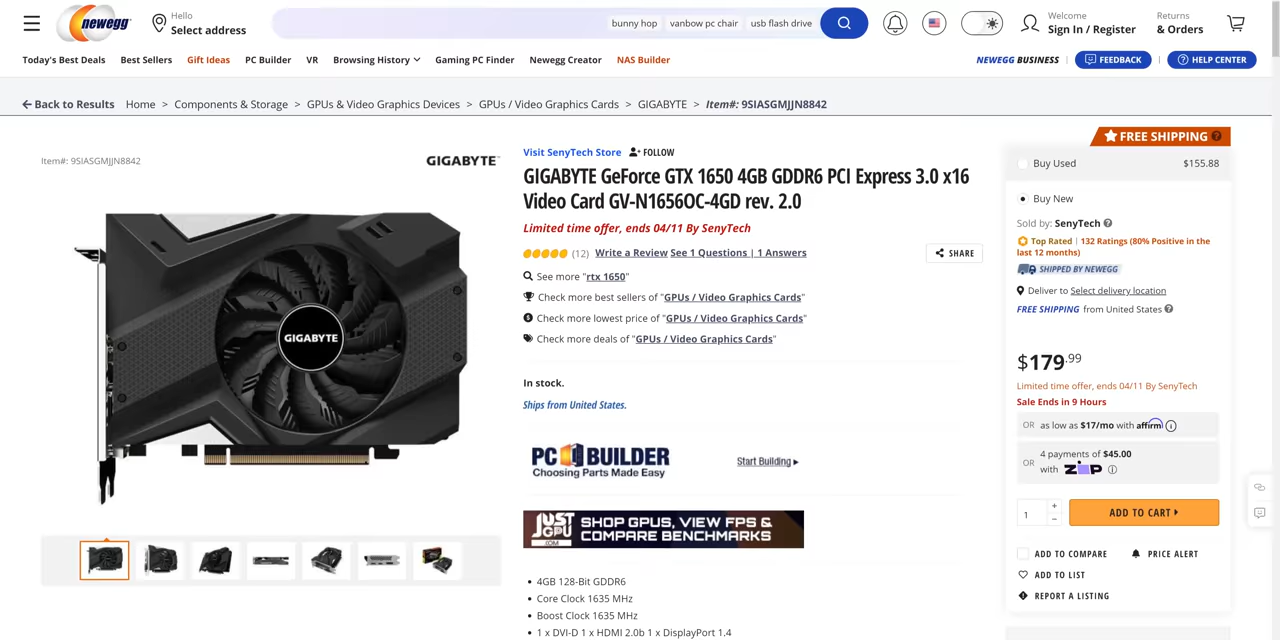 newegg
Hello
Select address
bunny hop
vanbow pc chair
usb flash drive
Welcome
Sign In / Register
Returns
& Orders
Today's Best Deals
Best Sellers
Gift Ideas
PC Builder
VR
Browsing History
Gaming PC Finder
Newegg Creator
NAS Builder
NEWEGG BUSINESS
FEEDBACK
HELP CENTER
Back to Results
Home > Components & Storage > GPUs & Video Graphics Devices > GPUs / Video Graphics Cards > GIGABYTE > Item#: 9SIASGMJJN8842
Item#: 9SIASGMJJN8842
GIGABYTE™
GIGABYTE
Visit SenyTech Store
FOLLOW
GIGABYTE GeForce GTX 1650 4GB GDDR6 PCI Express 3.0 x16
Video Card GV-N1656OC-4GD rev. 2.0
Limited time offer, ends 04/11 By SenyTech
(12) Write a Review See 1 Questions | 1 Answers
SHARE
See more "rtx 1650"
Check more best sellers of "GPUs / Video Graphics Cards"
Check more lowest price of "GPUs / Video Graphics Cards"
Check more deals of "GPUs / Video Graphics Cards"
In stock.
Ships from United States.
PC BUILDER
Choosing Parts Made Easy
Start Building
JUST GPU .COM
SHOP GPUS, VIEW FPS &
COMPARE BENCHMARKS
• 4GB 128-Bit GDDR6
• Core Clock 1635 MHz
• Boost Clock 1635 MHz
• 1 x DVI-D 1 x HDMI 2.0b 1 x DisplayPort 1.4
FREE SHIPPING ?
Buy Used $155.88
Buy New
Sold by: SenyTech ?
Top Rated | 132 Ratings (80% Positive in the
last 12 months)
SHIPPED BY NEWEGG
Deliver to Select delivery location
FREE SHIPPING from United States ?
$179.99
Limited time offer, ends 04/11 By SenyTech
Sale Ends in 9 Hours
OR as low as $17/mo with affirm
4 payments of $45.00
OR
with ZIP
1
+
−
ADD TO CART
ADD TO COMPARE
PRICE ALERT
ADD TO LIST
REPORT A LISTING